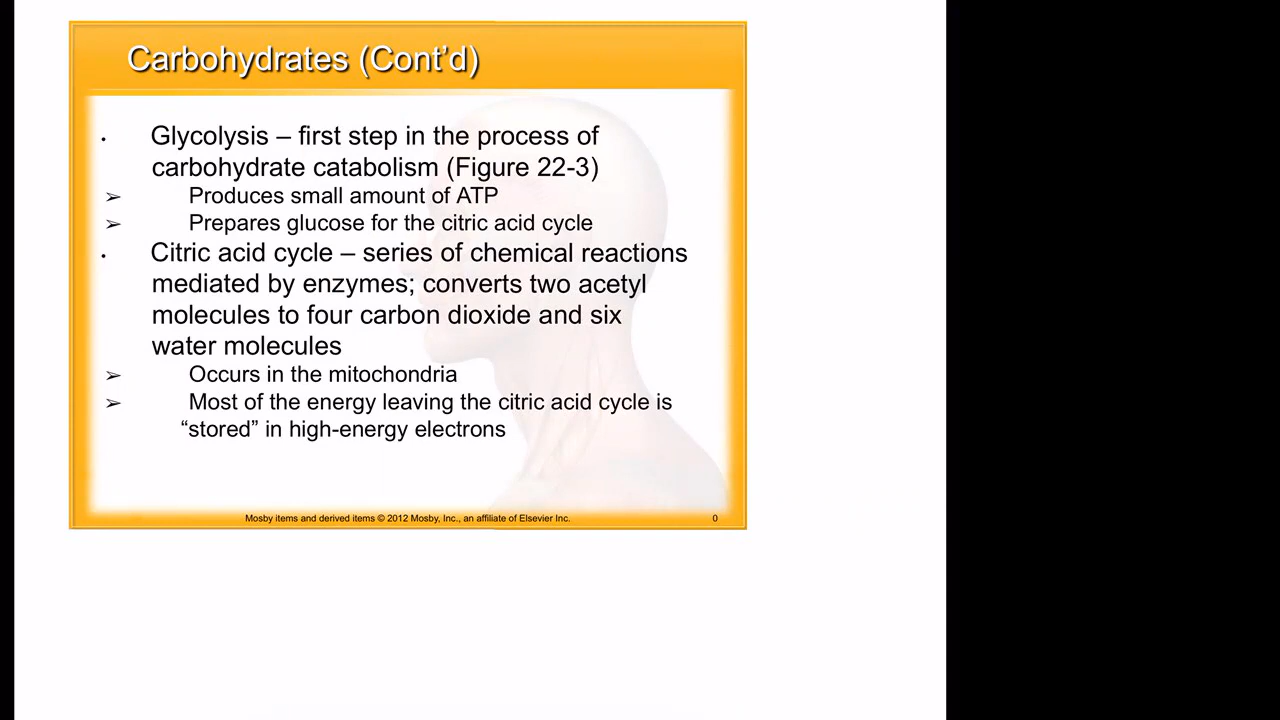 Carbohydrates (Cont’d)
• Glycolysis – first step in the process of
carbohydrate catabolism (Figure 22-3)
➢ Produces small amount of ATP
➢ Prepares glucose for the citric acid cycle
• Citric acid cycle – series of chemical reactions
mediated by enzymes; converts two acetyl
molecules to four carbon dioxide and six
water molecules
➢ Occurs in the mitochondria
➢ Most of the energy leaving the citric acid cycle is
“stored” in high-energy electrons
Mosby items and derived items © 2012 Mosby, Inc., an affiliate of Elsevier Inc. 0